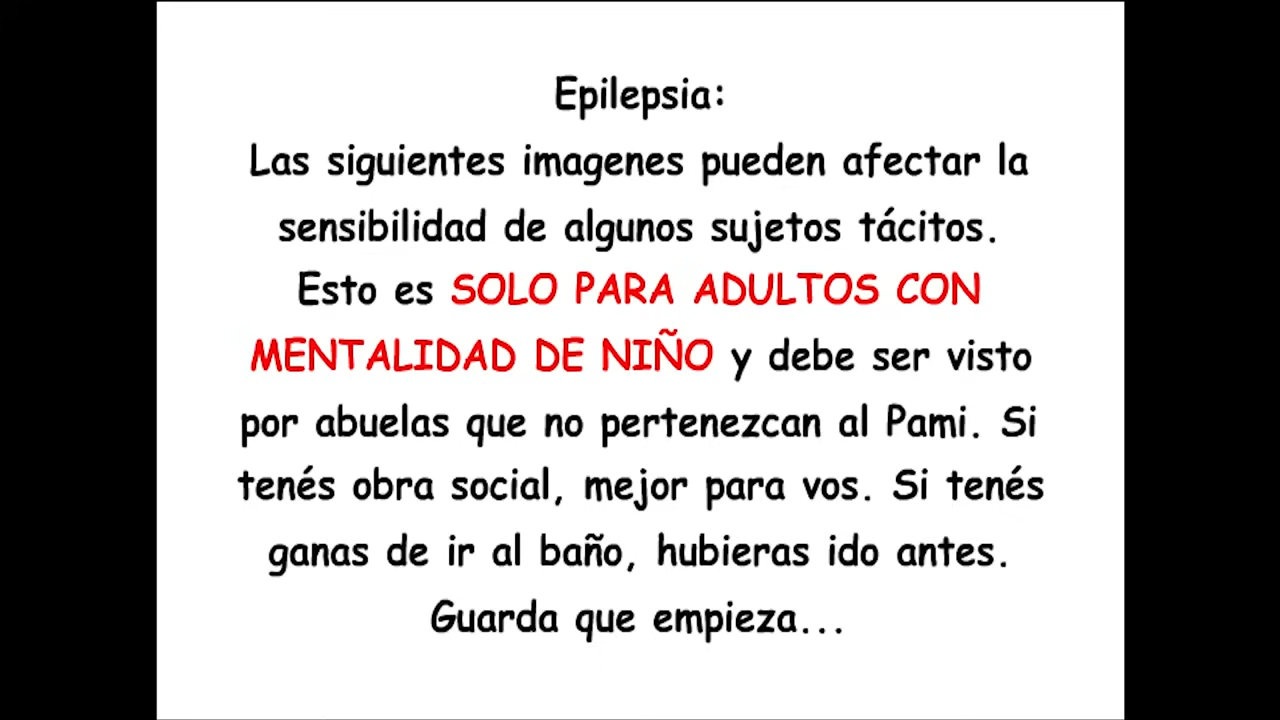 Epilepsia:
Las siguientes imagenes pueden afectar la
sensibilidad de algunos sujetos tácitos.
Esto es SOLO PARA ADULTOS CON
MENTALIDAD DE NIÑO y debe ser visto
por abuelas que no pertenezcan al Pami. Si
tenés obra social, mejor para vos. Si tenés
ganas de ir al baño, hubieras ido antes.
Guarda que empieza...